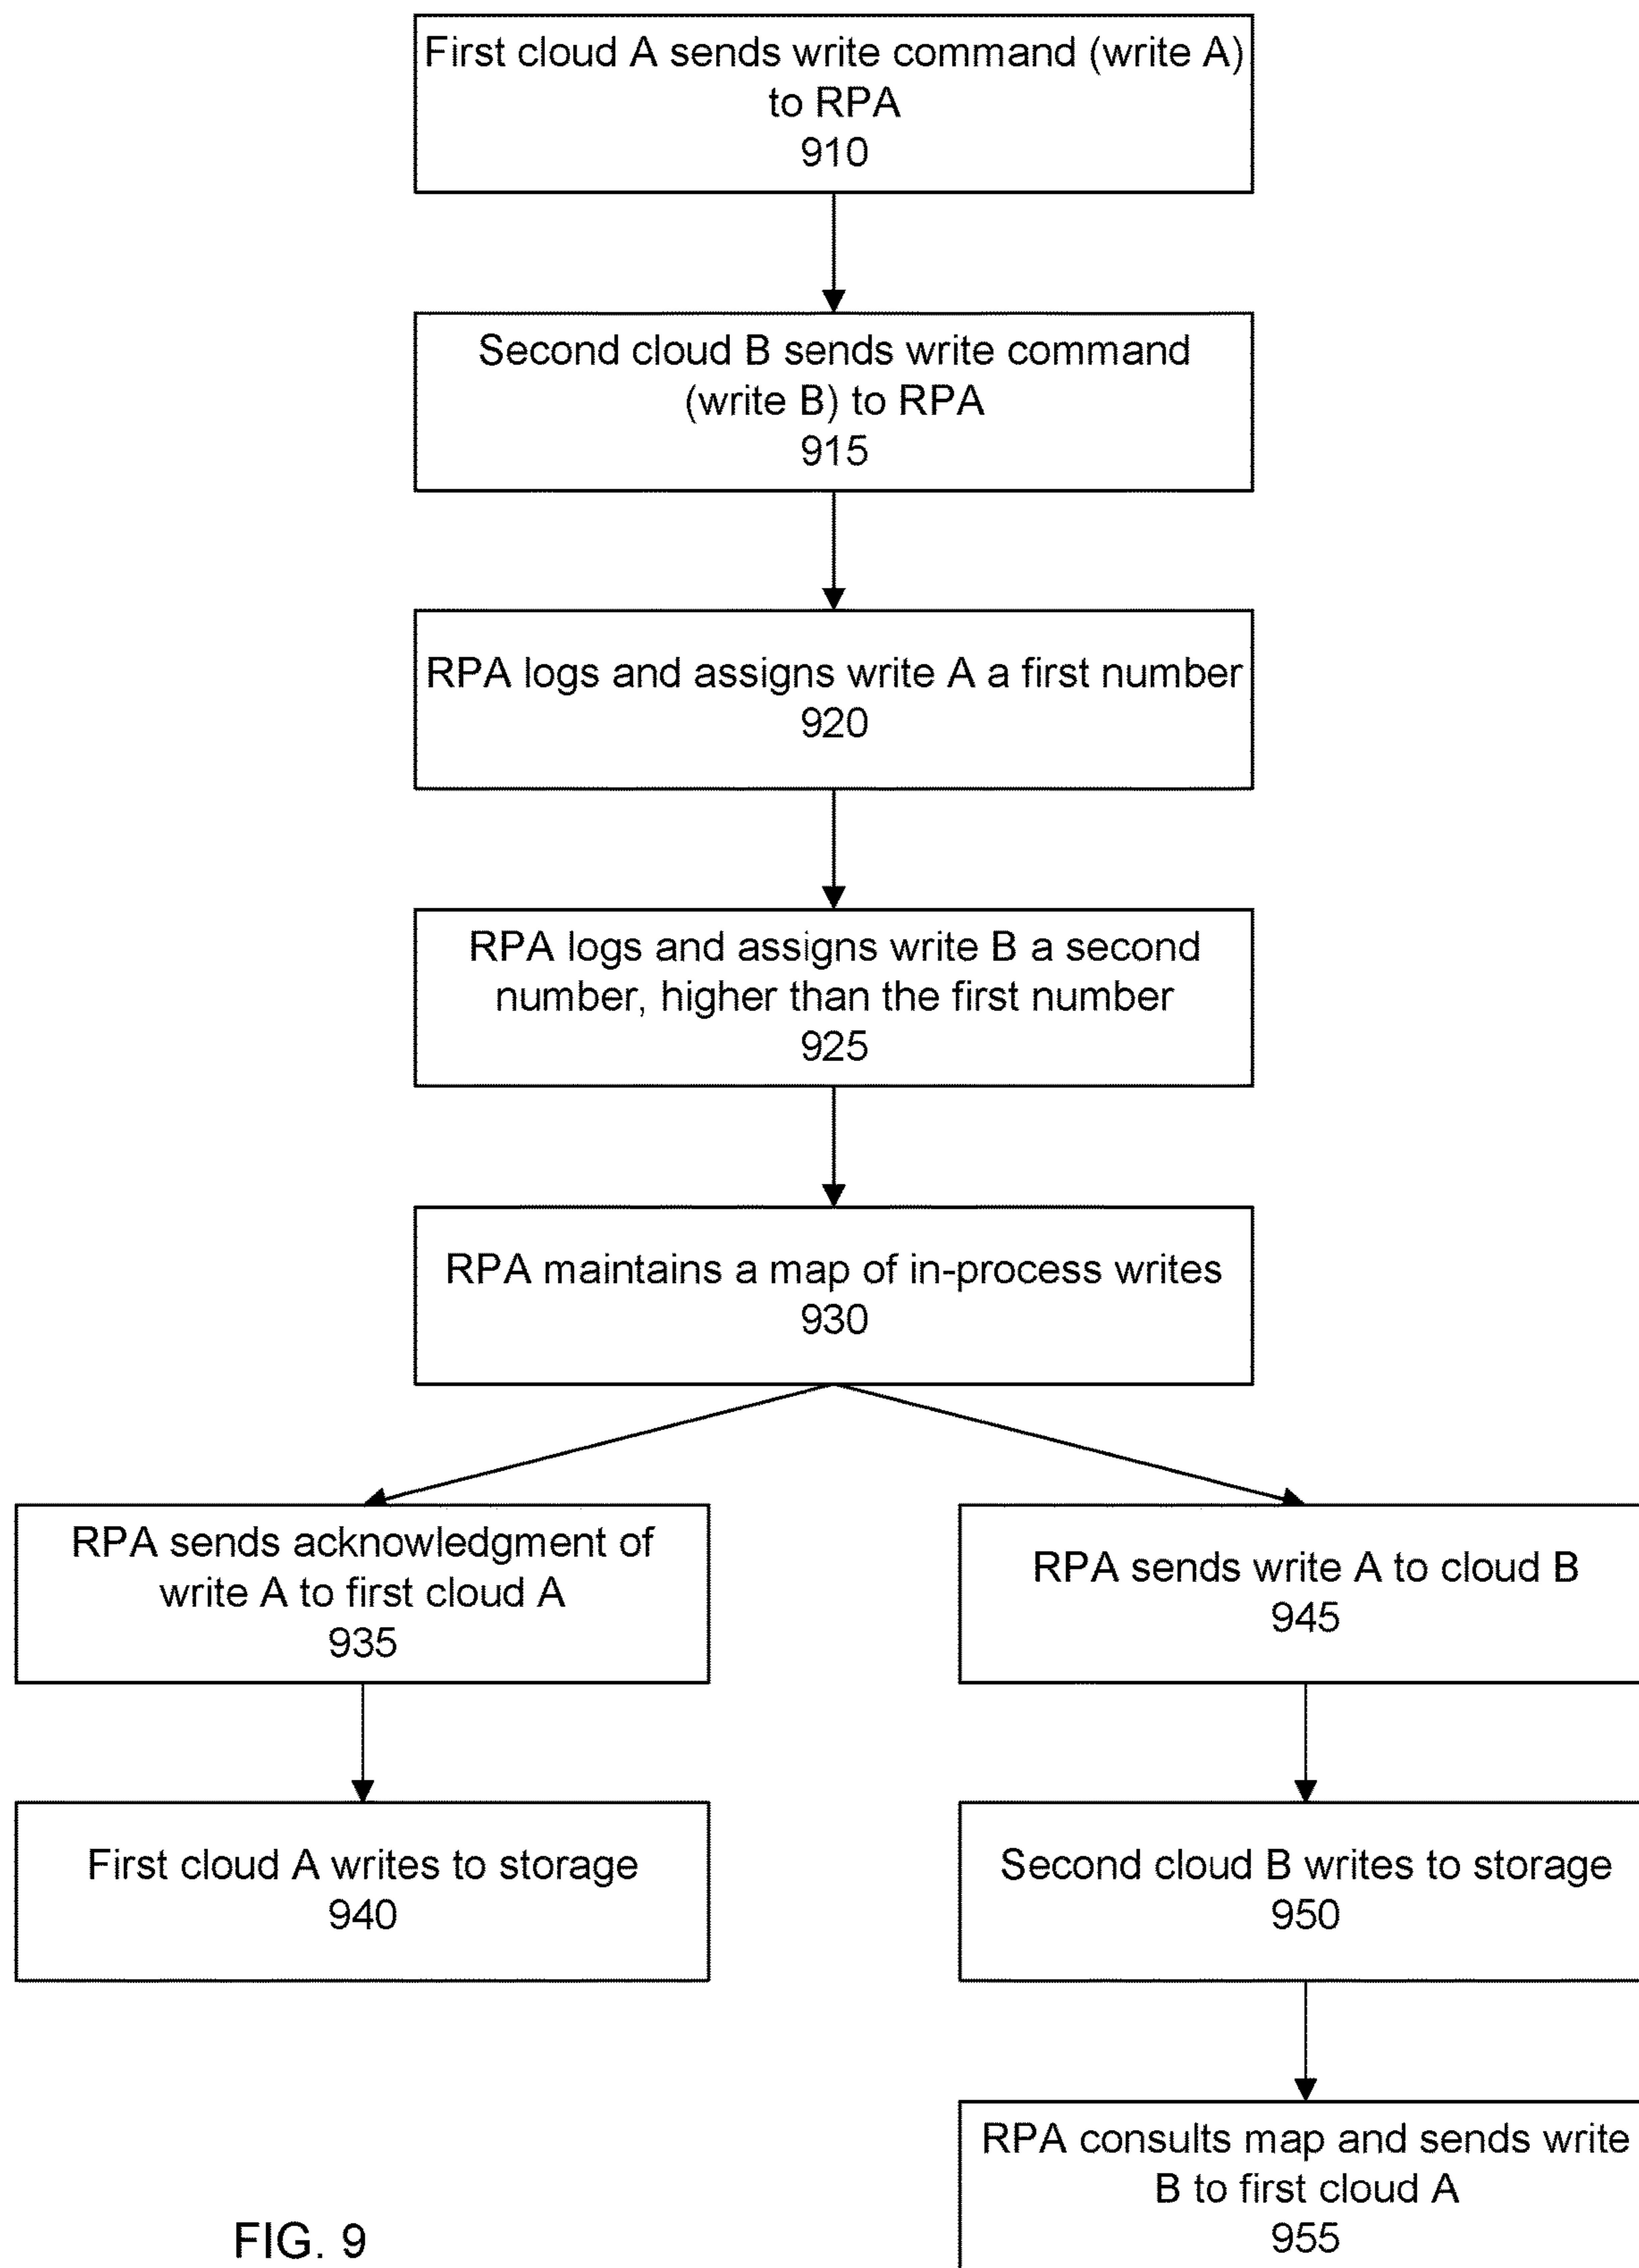 First cloud A sends write command (write A)
to RPA
910
Second cloud B sends write command
(write B) to RPA
915
RPA logs and assigns write A a first number
920
RPA logs and assigns write B a second
number, higher than the first number
925
RPA maintains a map of in-process writes
930
RPA sends acknowledgment of
write A to first cloud A
935
RPA sends write A to cloud B
945
First cloud A writes to storage
940
Second cloud B writes to storage
950
RPA consults map and sends write
B to first cloud A
955
FIG. 9